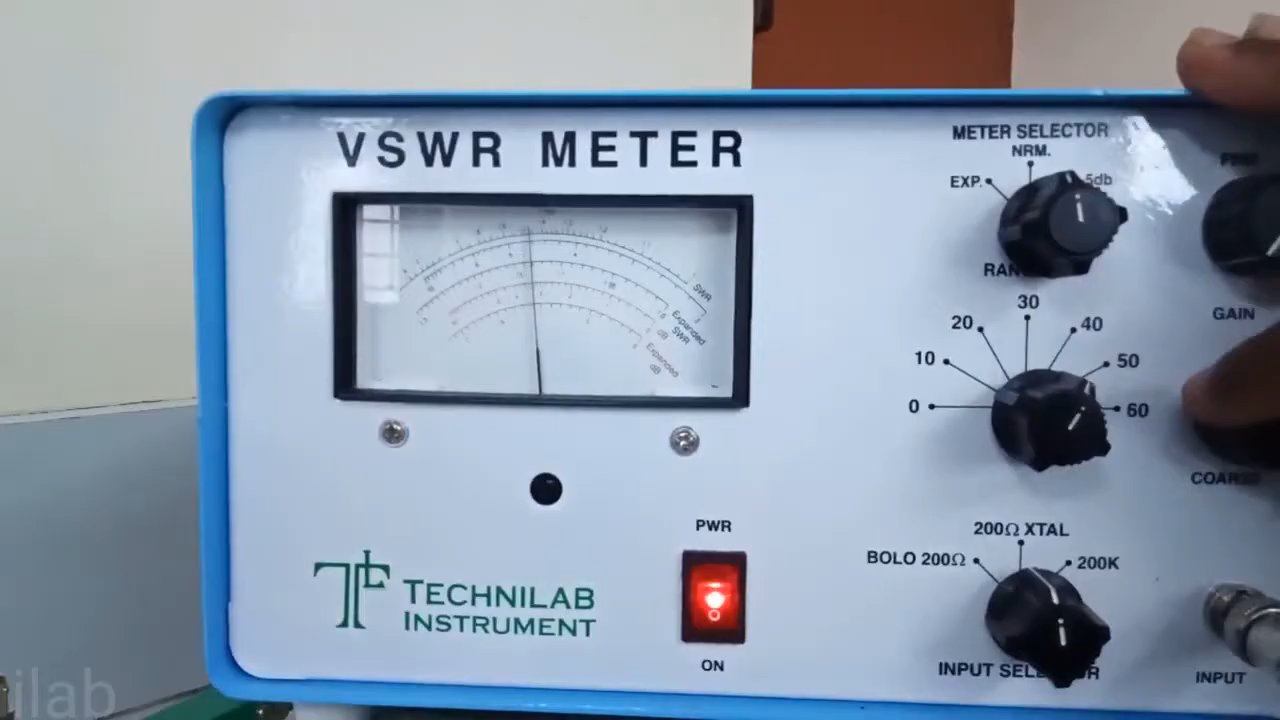 VSWR METER
SWR
Expanded
SWR
dB
Expanded
dB
TECHNILAB
INSTRUMENT
PWR
ON
METER SELECTOR
NRM.
EXP.
5db
30
20
40
10
50
0
60
200Ω XTAL
BOLO 200Ω
200K
GAIN
INPUT
ilab